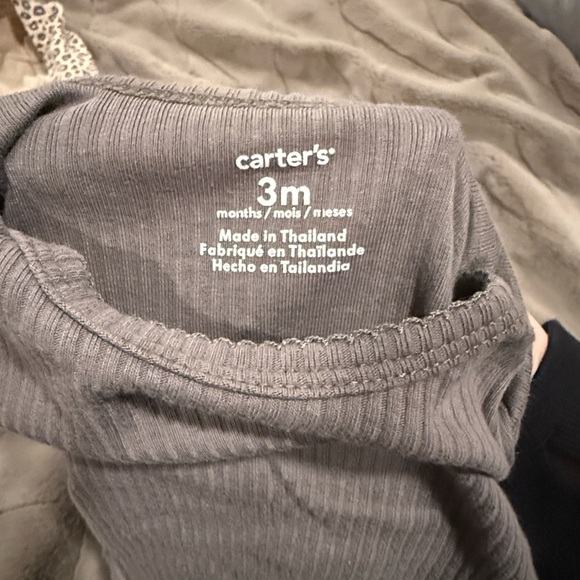 carter's
3m
months / mois / meses
Made in Thailand
Fabriqué en Thaïlande
Hecho en Tailandia